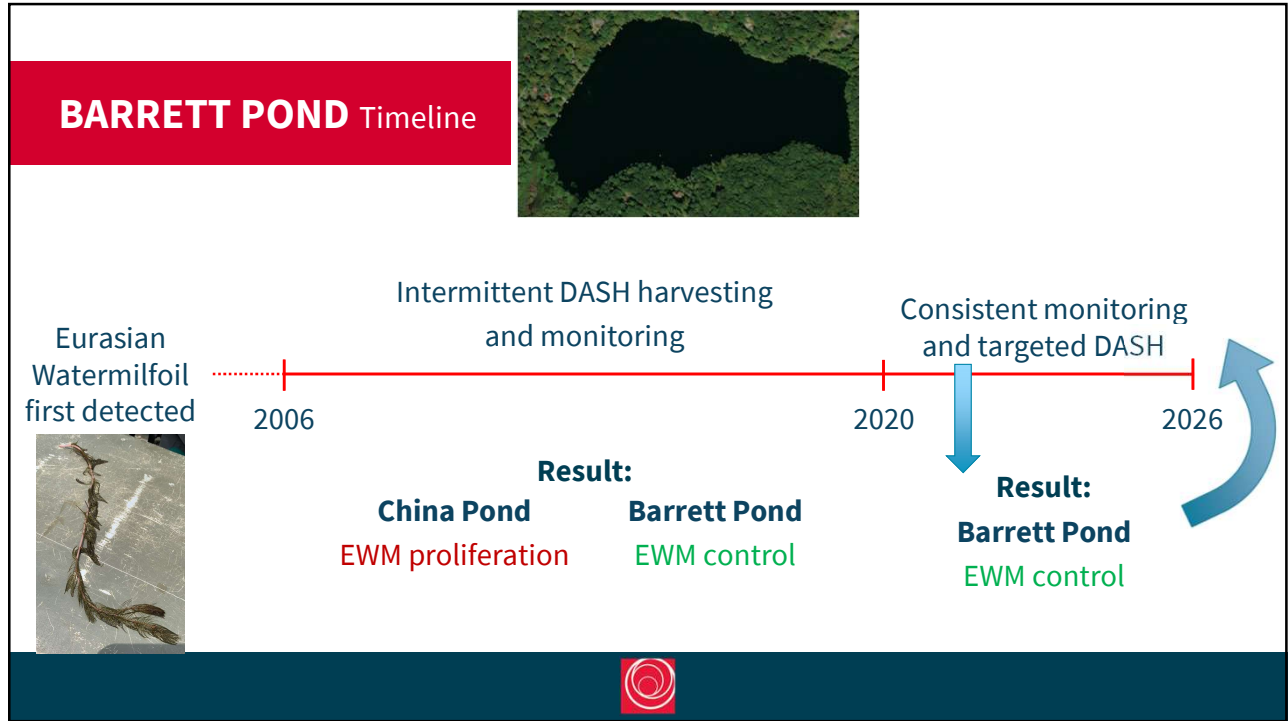 BARRETT POND Timeline
Intermittent DASH harvesting
and monitoring
Consistent monitoring
and targeted DASH
Eurasian
Watermilfoil
first detected
2006
2020
2026
Result:
China Pond
Barrett Pond
EWM proliferation
EWM control
Result:
Barrett Pond
EWM control